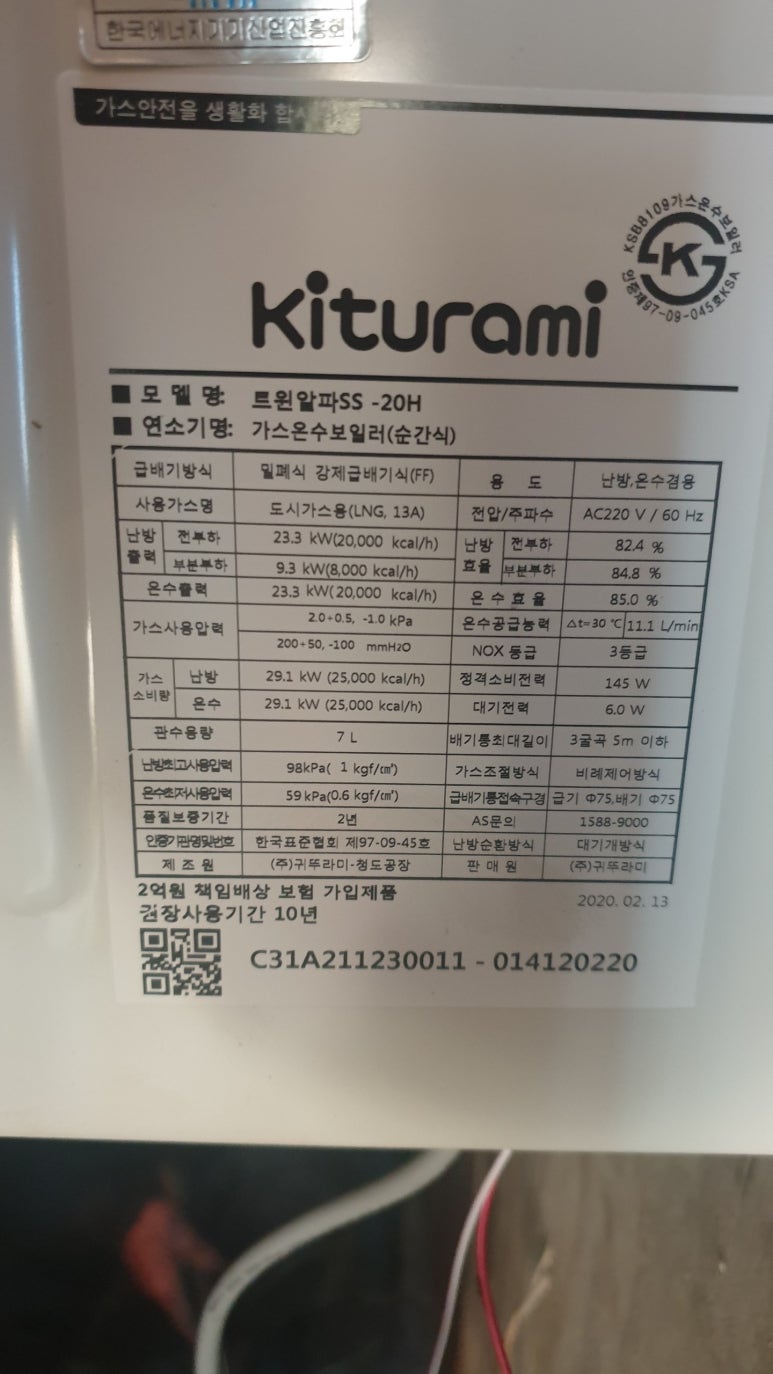 한국에너지기기산업진흥회
가스안전을 생활화 합시
KSB8109가스온수보일러
인증제97-09-045호KSA
K
Kiturami
■ 모 델 명: 트윈알파SS -20H
■ 연소기명: 가스온수보일러(순간식)
급배기방식 밀폐식 강제급배기식(FF) 용 도 난방,온수겸용
사용가스명 도시가스용(LNG, 13A) 전압/주파수 AC220 V / 60 Hz
난방출력 전부하 23.3 kW(20,000 kcal/h) 난방효율 전부하 82.4 %
부분부하 9.3 kW(8,000 kcal/h) 부분부하 84.8 %
온수출력 23.3 kW(20,000 kcal/h) 온 수 효 율 85.0 %
가스사용압력 2.0+0.5, -1.0 kPa 온수공급능력 Δt=30 ℃ 11.1 L/min
200+50, -100 mmH2O NOX 등급 3등급
가스소비량 난방 29.1 kW (25,000 kcal/h) 정격소비전력 145 W
온수 29.1 kW (25,000 kcal/h) 대기전력 6.0 W
관수용량 7 L 배기통최대길이 3굴곡 5m 이하
난방최고사용압력 98kPa( 1 kgf/㎠) 가스조절방식 비례제어방식
온수최저사용압력 59 kPa(0.6 kgf/㎠) 급배기통접속구경 급기 Φ75,배기 Φ75
품질보증기간 2년 AS문의 1588-9000
인증기관명및번호 한국표준협회 제97-09-45호 난방순환방식 대기개방식
제 조 원 (주)귀뚜라미-청도공장 판 매 원 (주)귀뚜라미
2억원 책임배상 보험 가입제품
2020. 02. 13
권장사용기간 10년
C31A211230011 - 014120220